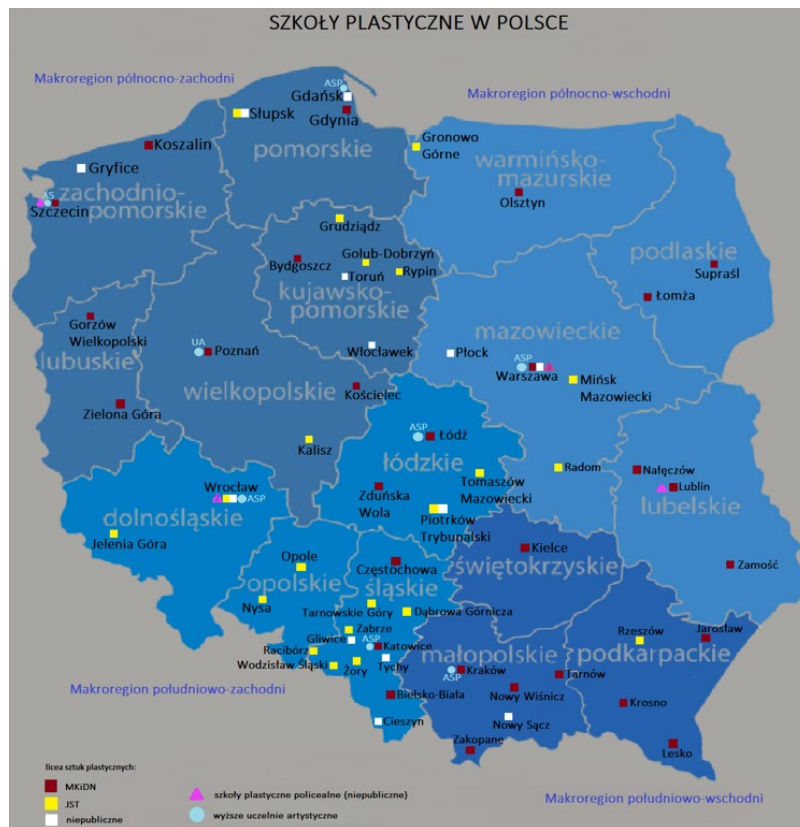 SZKOŁY PLASTYCZNE W POLSCE
Makroregion północno-zachodni
ASP
Gdańsk
Makroregion północno-wschodni
Słupsk
Gdynia
Koszalin
pomorskie
Gronowo
Górne
warmińsko-
mazurskie
Gryfice
zachodnio-
pomorskie
AS
Szczecin
Olsztyn
Grudziądz
podlaskie
Supraśl
Golub-Dobrzyń
Bydgoszcz
Rypin
Toruń
kujawsko-
pomorskie
Łomża
Gorzów
Wielkopolski
mazowieckie
lubuskie
UA
Poznań
Włocławek
Płock
ASP
Warszawa
Mińsk
Mazowiecki
wielkopolskie
Kościelec
Zielona Góra
Kalisz
ASP
Łódź
łódzkie
Radom
Nałęczów
Lublin
lubelskie
Tomaszów
Mazowiecki
Zduńska
Wola
Piotrków
Trybunalski
Wrocław
ASP
dolnośląskie
Jelenia Góra
Opole
opolskie
Nysa
Częstochowa
śląskie
Kielce
świętokrzyskie
Zamość
Tarnowskie Góry
Dąbrowa Górnicza
Zabrze
Gliwice
ASP
Katowice
Racibórz
Wodzisław Śląski
Żory
Tychy
Makroregion południowo-zachodni
małopolskie
Kraków
ASP
Tarnów
Nowy Wiśnicz
Rzeszów
Jarosław
podkarpackie
Bielsko-Biała
Cieszyn
Nowy Sącz
Krosno
Zakopane
Lesko
Makroregion południowo-wschodni
licea sztuk plastycznych:
MKiDN
JST
niepubliczne
szkoły plastyczne policealne (niepubliczne)
wyższe uczelnie artystyczne